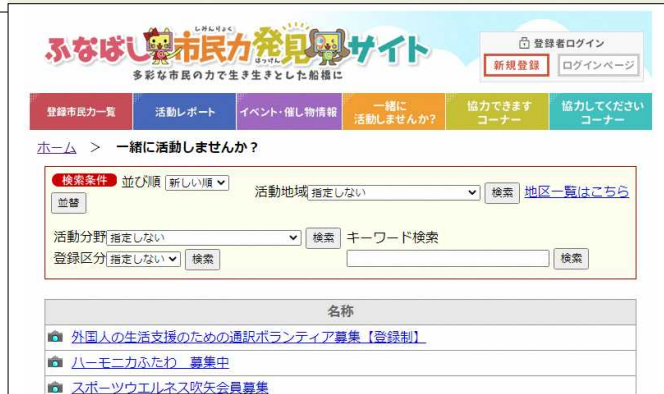 ふなばし市民力発見サイト
しみんりょく
はっけん
多彩な市民の力で生き生きとした船橋に
登録者ログイン
新規登録 ログインページ
登録市民力一覧 活動レポート イベント・催し物情報 一緒に活動しませんか? 協力できますコーナー 協力してくださいコーナー
ホーム > 一緒に活動しませんか?
検索条件 並び順 新しい順 並替 活動地域 指定しない 検索 地区一覧はこちら
活動分野 指定しない 検索 キーワード検索
登録区分 指定しない 検索 検索
名称
外国人の生活支援のための通訳ボランティア募集【登録制】
ハーモニカふたわ 募集中
スポーツウエルネス吹矢会員募集